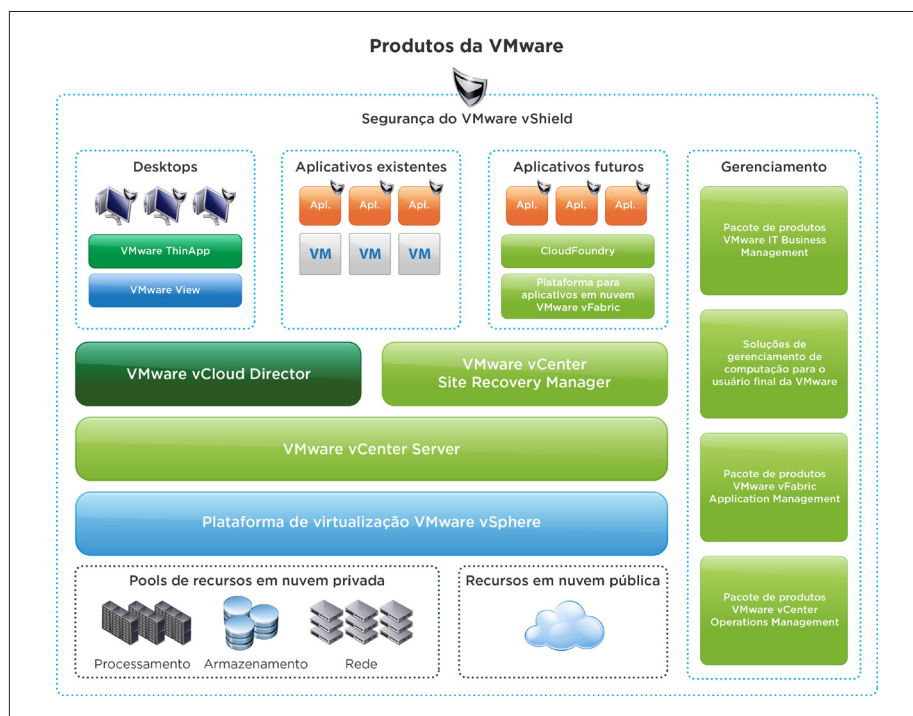 Produtos da VMware
Segurança do VMware vShield
Desktops
VMware ThinApp
VMware View
Aplicativos existentes
Apl.
Apl.
Apl.
VM
VM
VM
Aplicativos futuros
Apl.
Apl.
Apl.
CloudFoundry
Plataforma para
aplicativos em nuvem
VMware vFabric
Gerenciamento
Pacote de produtos
VMware IT Business
Management
Soluções de
gerenciamento de
computação para o
usuário final da VMware
Pacote de produtos
VMware vFabric
Application Management
Pacote de produtos
VMware vCenter
Operations Management
VMware vCloud Director
VMware vCenter
Site Recovery Manager
VMware vCenter Server
Plataforma de virtualização VMware vSphere
Pools de recursos em nuvem privada
Processamento
Armazenamento
Rede
Recursos em nuvem pública